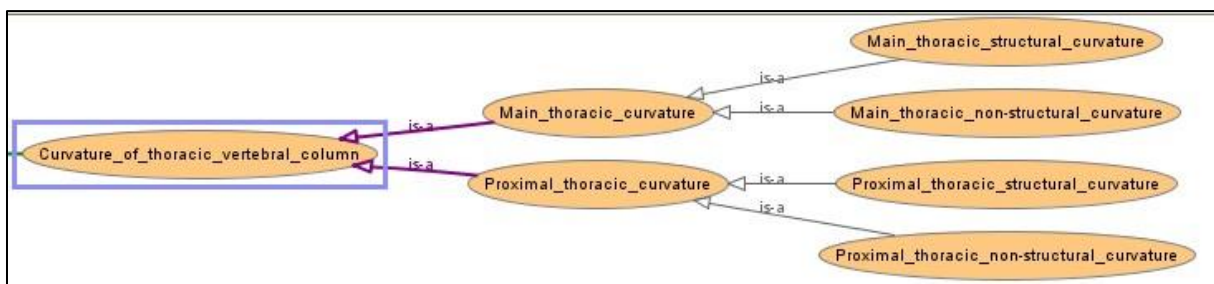 Main_thoracic_structural_curvature
is-a
Main_thoracic_curvature
is-a
Main_thoracic_non-structural_curvature
is-a
Curvature_of_thoracic_vertebral_column
is-a
Proximal_thoracic_curvature
is-a
Proximal_thoracic_structural_curvature
is-a
Proximal_thoracic_non-structural_curvature